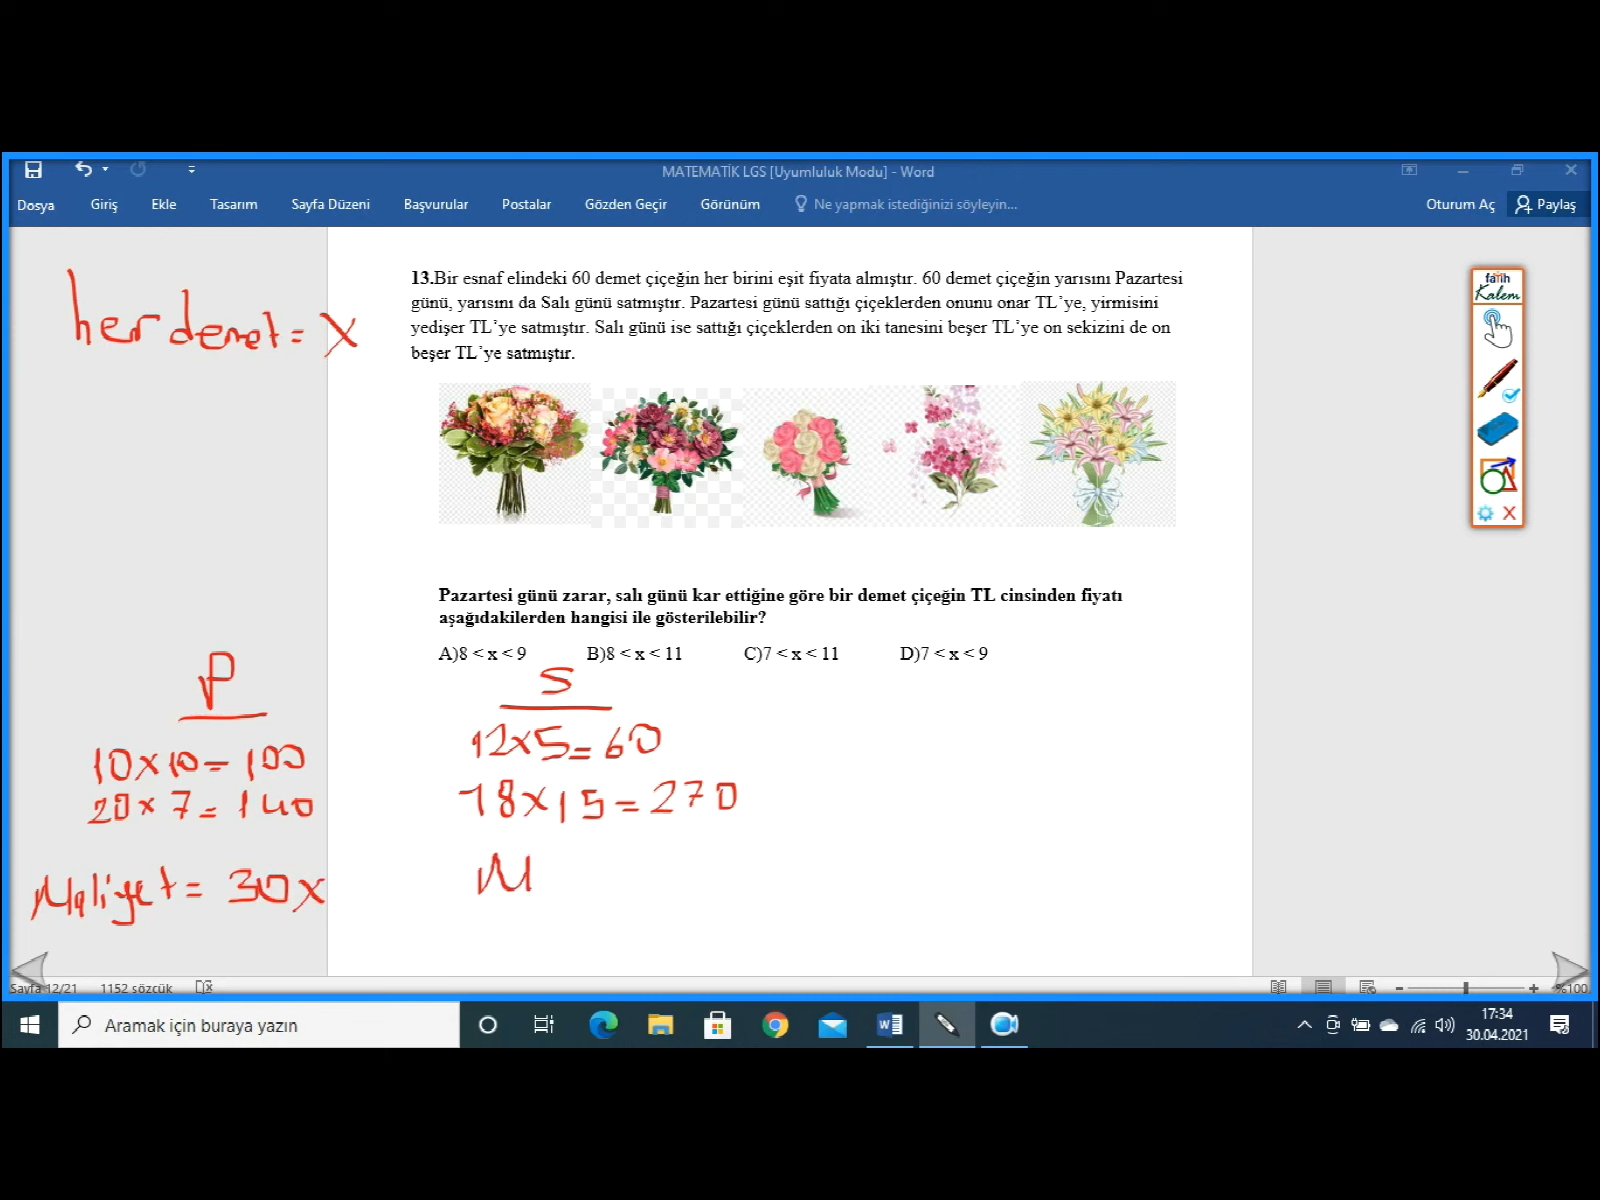 MATEMATİK LGS [Uyumluluk Modu] - Word
Dosya Giriş Ekle Tasarım Sayfa Düzeni Başvurular Postalar Gözden Geçir Görünüm Ne yapmak istediğinizi söyleyin... Oturum Aç Paylaş
her demet = x
13.Bir esnaf elindeki 60 demet çiçeğin her birini eşit fiyata almıştır. 60 demet çiçeğin yarısını Pazartesi
günü, yarısını da Salı günü satmıştır. Pazartesi günü sattığı çiçeklerden onunu onar TL'ye, yirmisini
yedişer TL'ye satmıştır. Salı günü ise sattığı çiçeklerden on iki tanesini beşer TL'ye on sekizini de on
beşer TL'ye satmıştır.
fatih
Kalem
Pazartesi günü zarar, salı günü kar ettiğine göre bir demet çiçeğin TL cinsinden fiyatı
aşağıdakilerden hangisi ile gösterilebilir?
A)8 < x < 9 B)8 < x < 11 C)7 < x < 11 D)7 < x < 9
P
10x10=100
20x7=140
Maliyet = 30x
S
12x5=60
18x15=270
M
Sayfa 12/21 1152 sözcük %100
Aramak için buraya yazın
17:34
30.04.2021